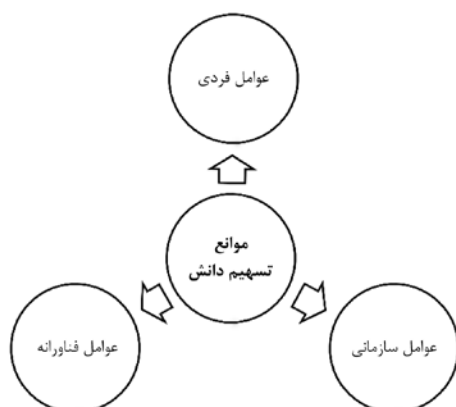 عوامل فردی
موانع
تسهیم دانش
عوامل سازمانی
عوامل فناورانه